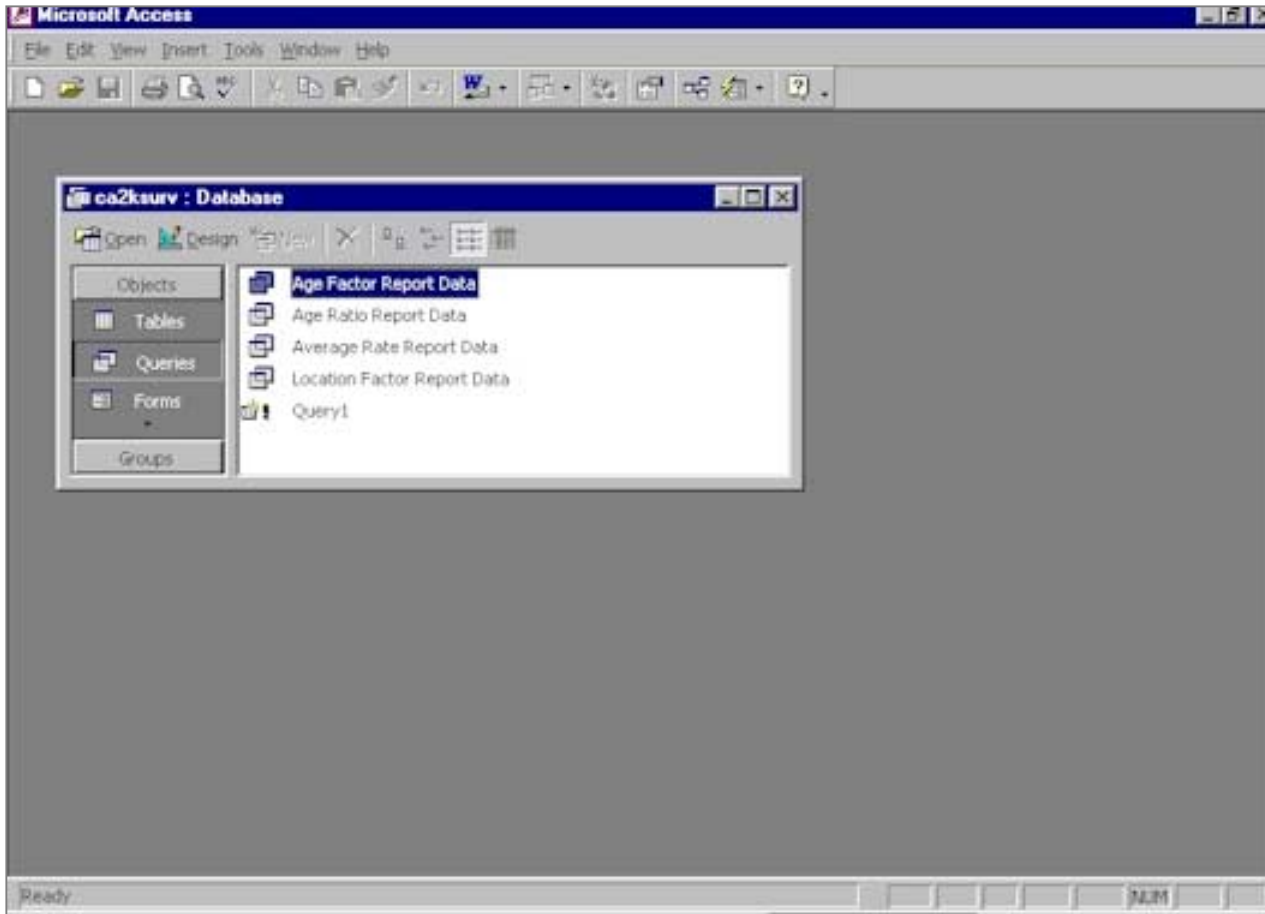 Microsoft Access
File Edit View Insert Tools Window Help
ca2ksurv : Database
Open Design New
Objects
Tables
Queries
Forms
Groups
Age Factor Report Data
Age Ratio Report Data
Average Rate Report Data
Location Factor Report Data
Query1
Ready
NUM